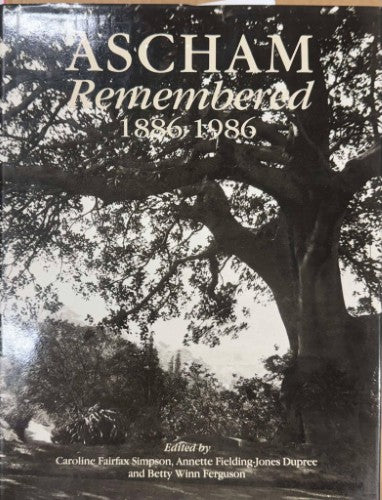 ASCHAM
Remembered
1886-1986
Edited by
Caroline Fairfax Simpson, Annette Fielding-Jones Dupree
and Betty Winn Ferguson